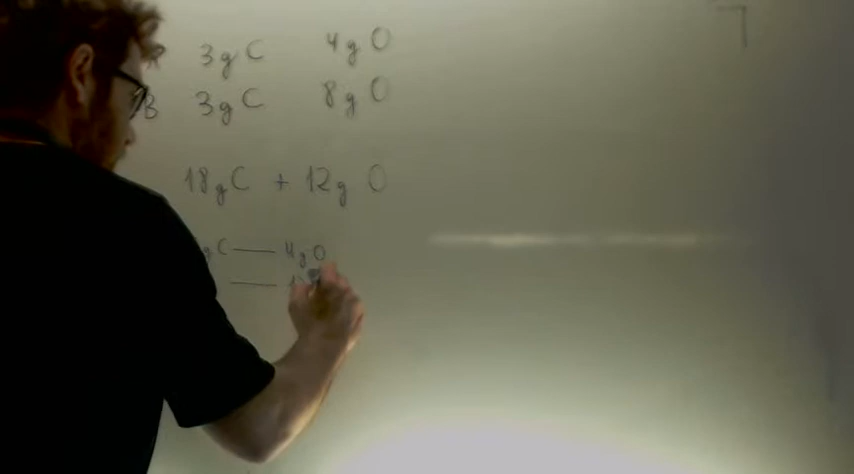 3g C 4g O
B 3g C 8g O
18g C + 12g O
g C — 4g O
—